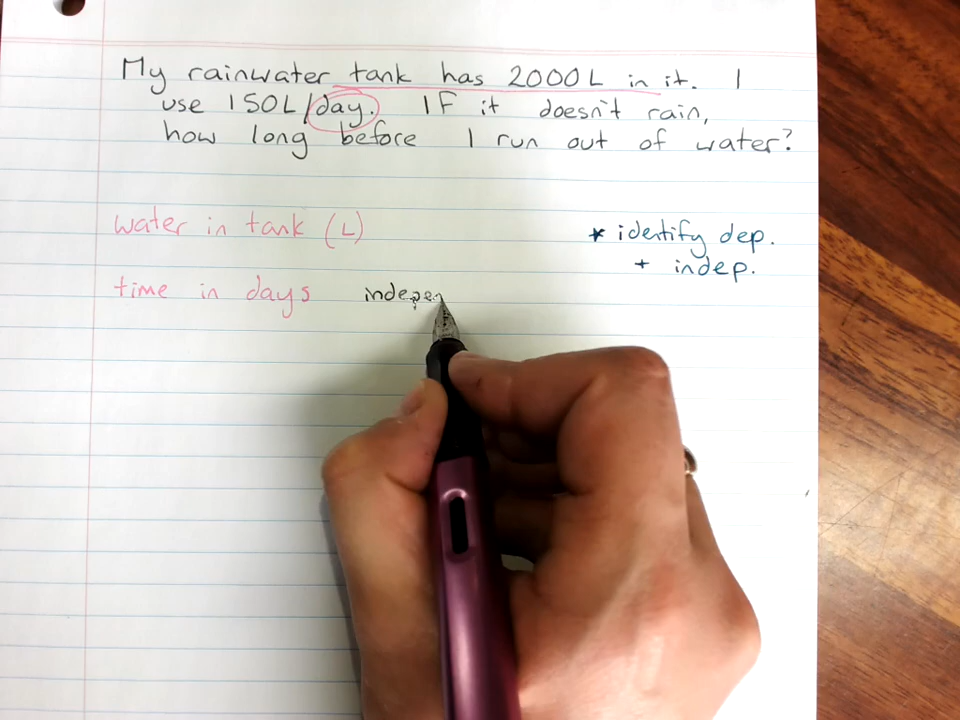 My rainwater tank has 2000L in it. I
use 150L/day. If it doesn't rain,
how long before I run out of water?
water in tank (L)
* identify dep.
+ indep.
time in days indepen